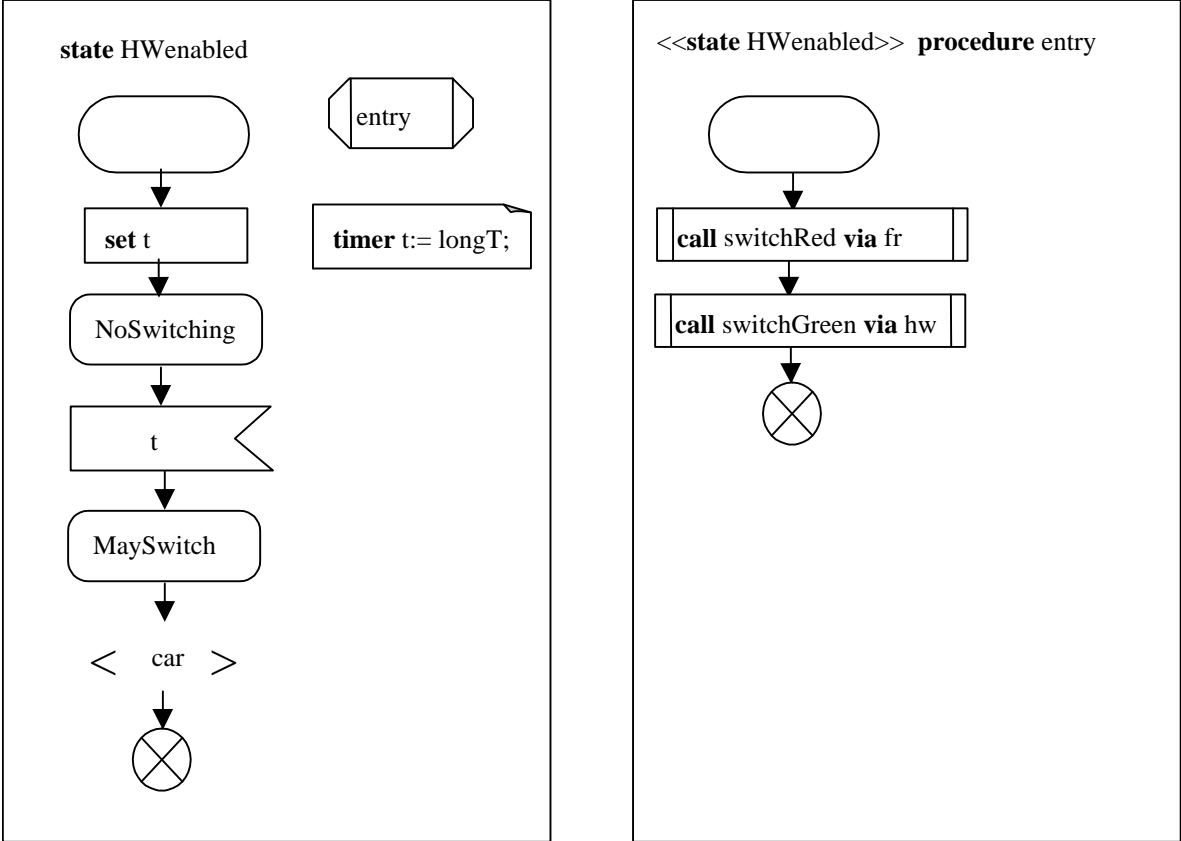 state HWenabled
entry
set t
timer t:= longT;
NoSwitching
t
MaySwitch
< car >
<<state HWenabled>> procedure entry
call switchRed via fr
call switchGreen via hw